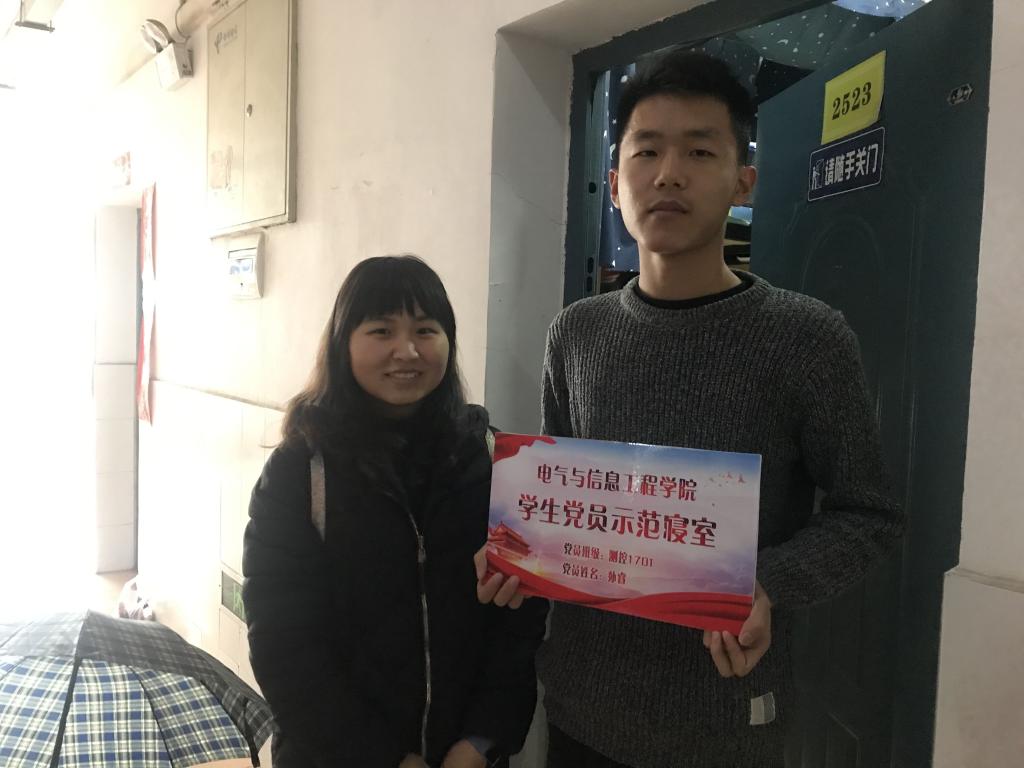 2523
请随手关门
电气与信息工程学院
学生党员示范寝室
党员班级：测控1701
党员姓名：孙睿